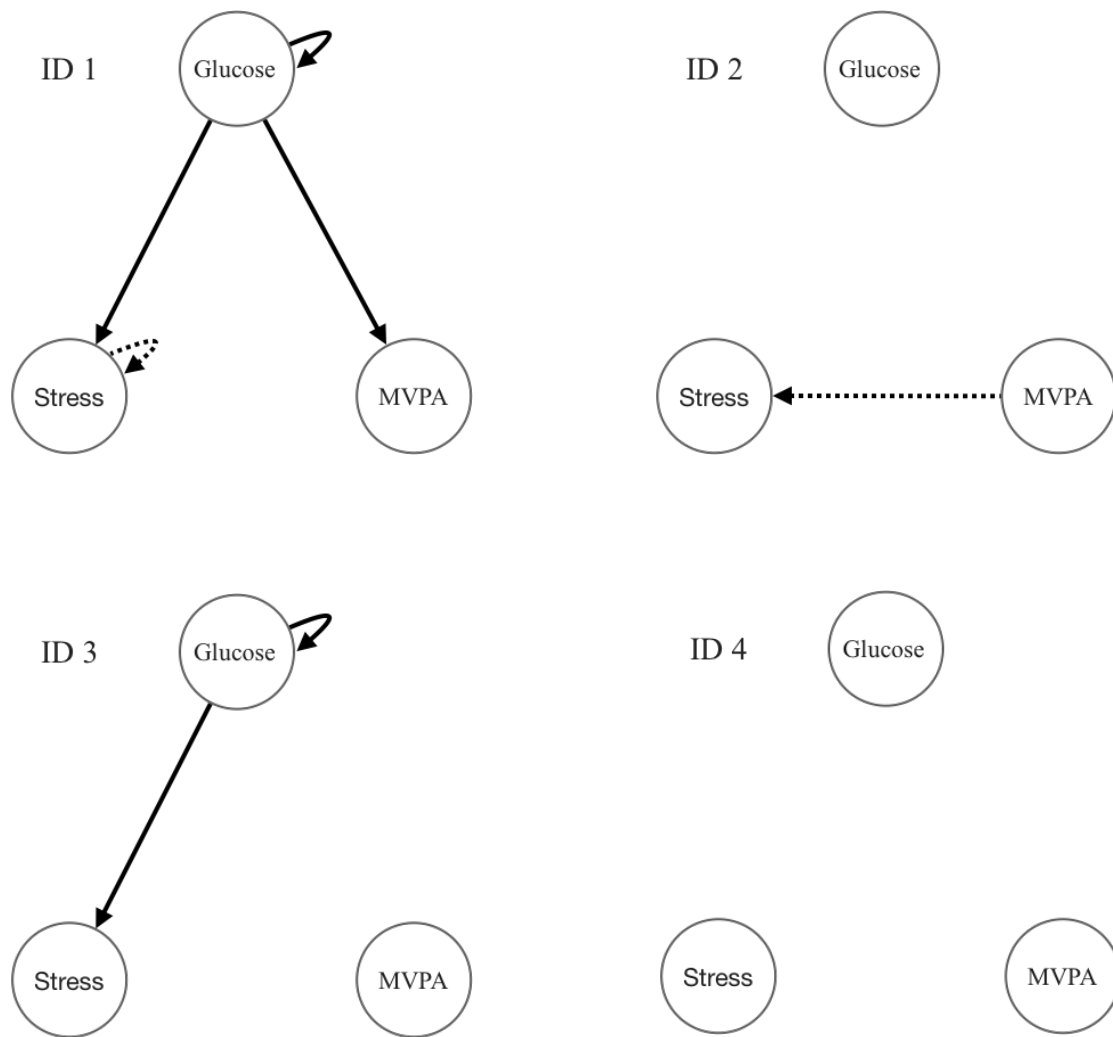 ID 1
Glucose
Stress
MVPA
ID 2
Glucose
Stress
MVPA
ID 3
Glucose
Stress
MVPA
ID 4
Glucose
Stress
MVPA